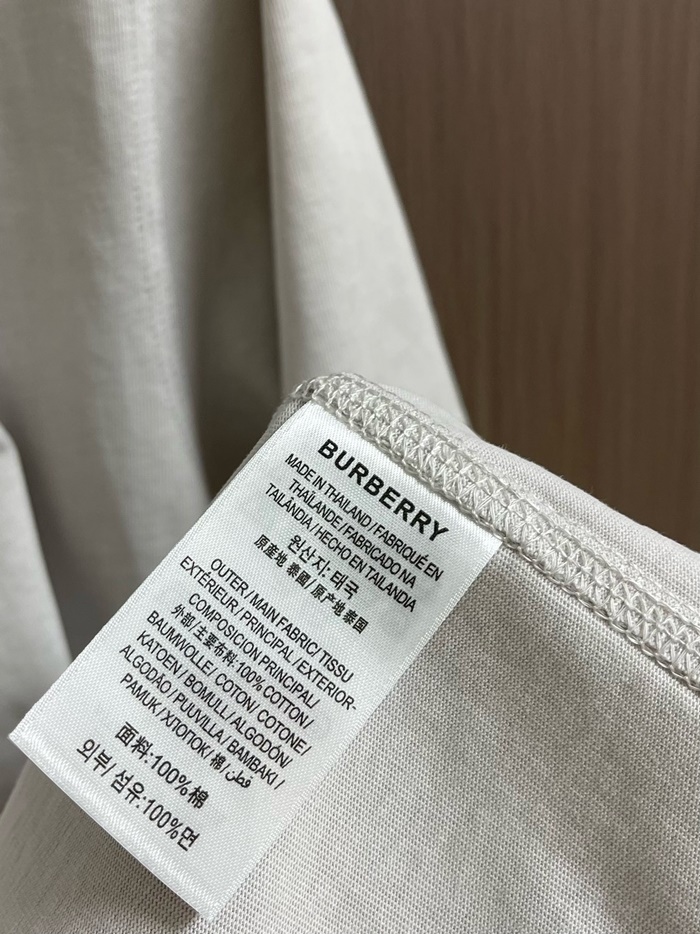 BURBERRY
MADE IN THAILAND / FABRIQUÉ EN
THAÏLANDE / FABRICADO NA
TAILÂNDIA / HECHO EN TAILANDIA
원산지: 태국
原產地 泰國 / 原产地泰国
OUTER / MAIN FABRIC / TISSU
EXTÉRIEUR / PRINCIPAL / EXTERIOR-
COMPOSICION PRINCIPAL/
外部/ 主要布料·100% COTTON /
BAUMWOLLE / COTON / COTONE /
KATOEN / BOMULL / ALGODÓN/
ALGODÃO / PUUVILLA / BAMBAKI /
PAMUK / ХЛОПОК/ 棉/ قطن /
面料:100%棉
외부/ 섬유:100%면